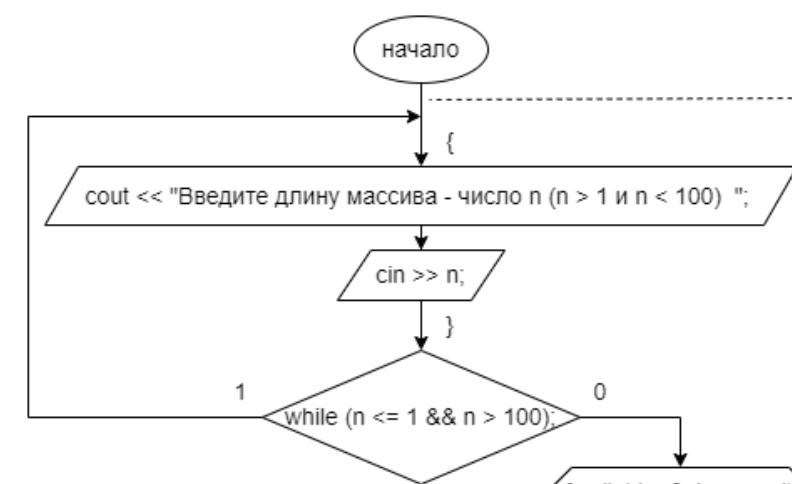 начало
{
cout << "Введите длину массива - число n (n > 1 и n < 100)  ";
cin >> n;
}
1
0
while (n <= 1 && n > 100);